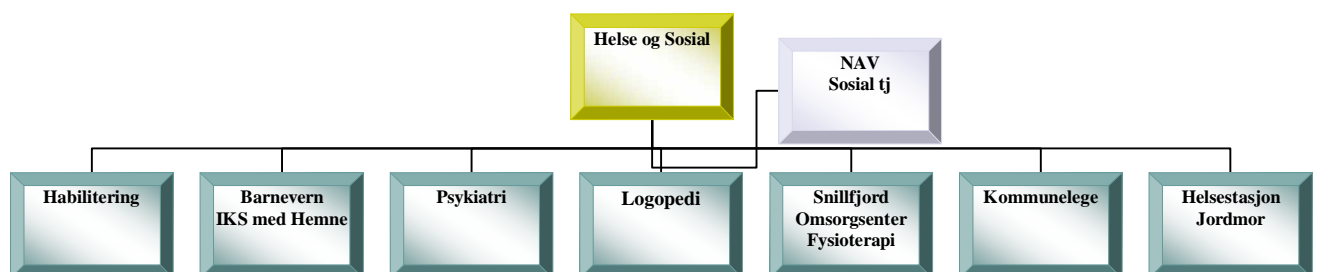 Helse og Sosial
NAV
Sosial tj
Habilitering
Barnevern
IKS med Hemne
Psykiatri
Logopedi
Snillfjord
Omsorgsenter
Fysioterapi
Kommunelege
Helsestasjon
Jordmor